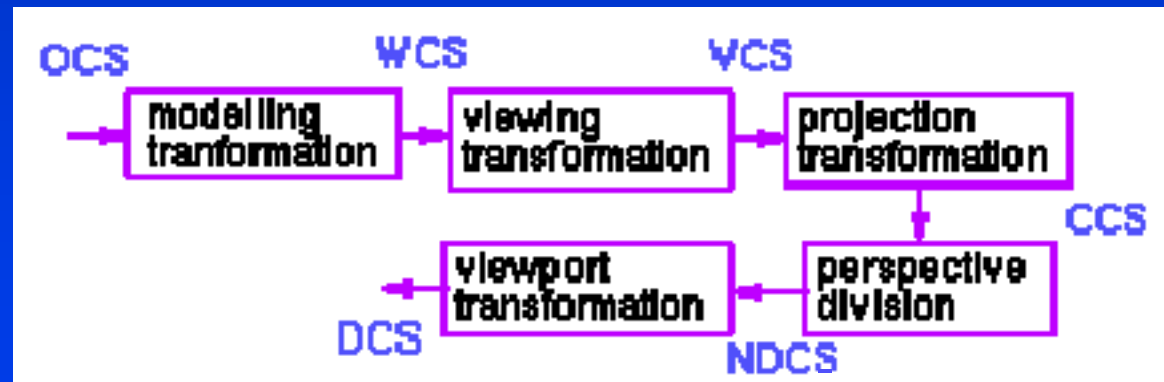 OCS
modelling
tranformation
WCS
viewing
transformation
VCS
projection
transformation
CCS
perspective
division
NDCS
viewport
transformation
DCS